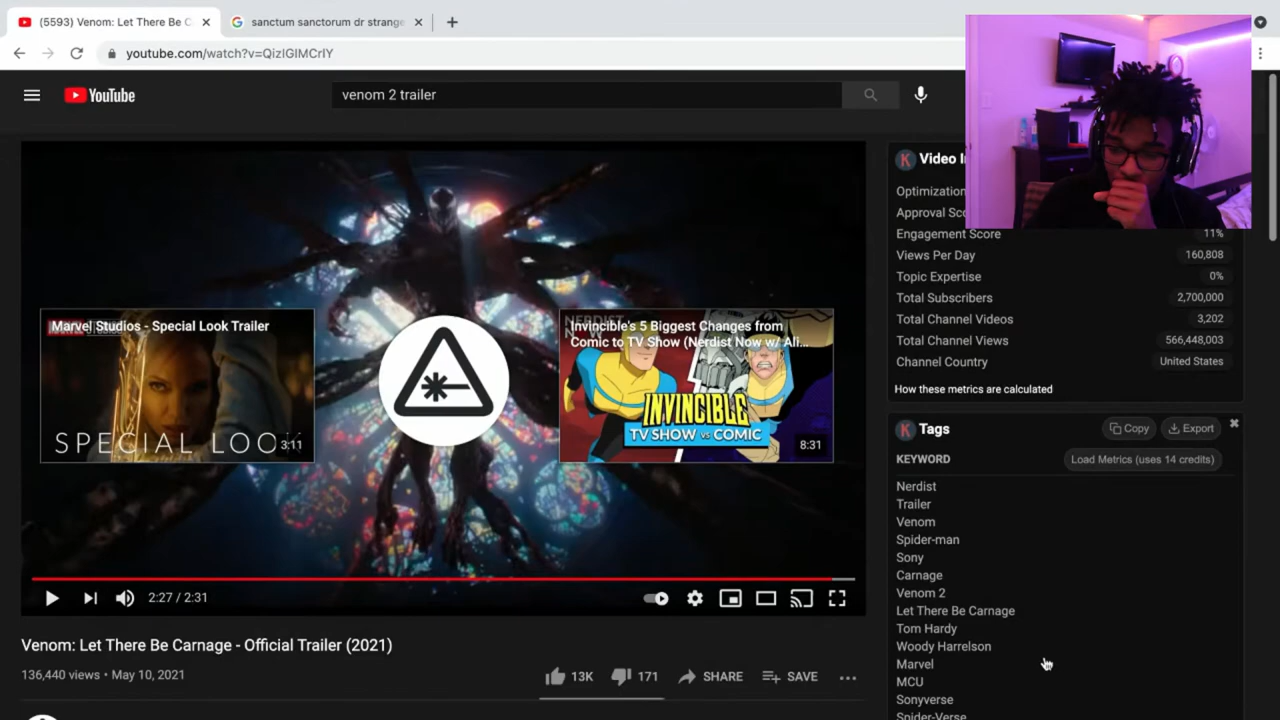 (5593) Venom: Let There Be C
sanctum sanctorum dr strange
youtube.com/watch?v=QizIGIMCrIY
YouTube
venom 2 trailer
Marvel Studios - Special Look Trailer
SPECIAL LOOK
3:11
Invincible's 5 Biggest Changes from
Comic to TV Show (Nerdist Now w/ Ali...
INVINCIBLE
TV SHOW vs COMIC
8:31
2:27 / 2:31
Venom: Let There Be Carnage - Official Trailer (2021)
136,440 views • May 10, 2021
13K
171
SHARE
SAVE
K Video I
Optimization
Approval Sco
Engagement Score 11%
Views Per Day 160,808
Topic Expertise 0%
Total Subscribers 2,700,000
Total Channel Videos 3,202
Total Channel Views 566,448,003
Channel Country United States
How these metrics are calculated
K Tags Copy Export
KEYWORD Load Metrics (uses 14 credits)
Nerdist
Trailer
Venom
Spider-man
Sony
Carnage
Venom 2
Let There Be Carnage
Tom Hardy
Woody Harrelson
Marvel
MCU
Sonyverse
Spider-Verse